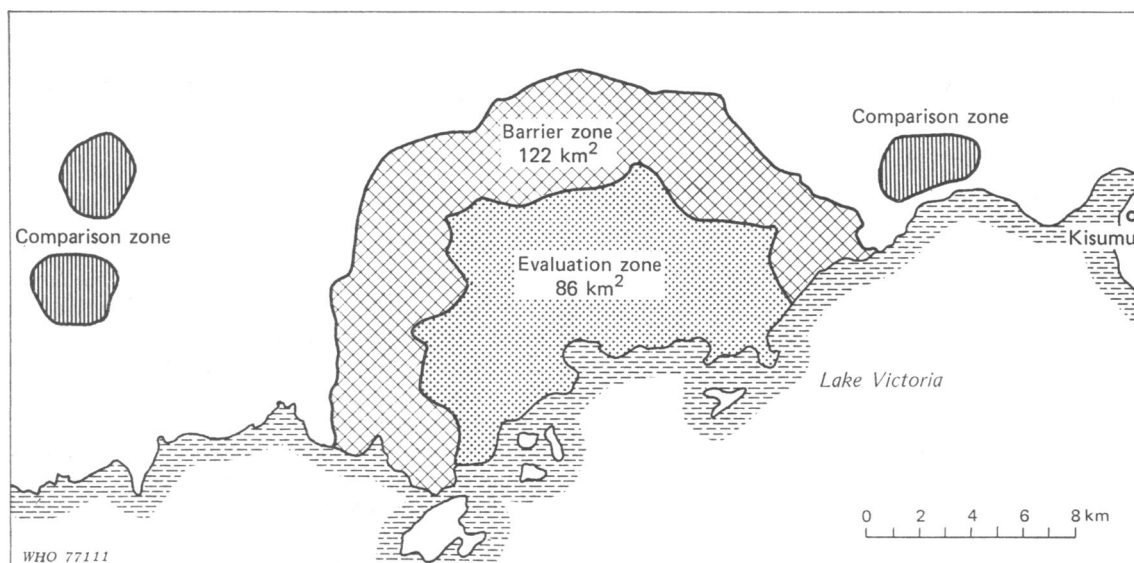 Barrier zone
122 km²
Comparison zone
Comparison zone
Kisumu
Evaluation zone
86 km²
Lake Victoria
0 2 4 6 8 km
WHO 77111